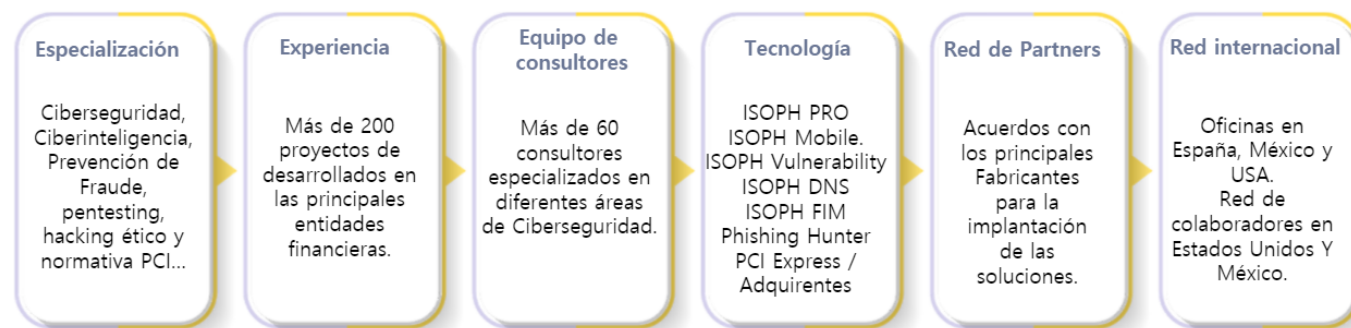 Especialización
Ciberseguridad,
Ciberinteligencia,
Prevención de
Fraude,
pentesting,
hacking ético y
normativa PCI...
Experiencia
Más de 200
proyectos de
desarrollados en
las principales
entidades
financieras.
Equipo de
consultores
Más de 60
consultores
especializados en
diferentes áreas
de Ciberseguridad.
Tecnología
ISOPH PRO
ISOPH Mobile.
ISOPH Vulnerability
ISOPH DNS
ISOPH FIM
Phishing Hunter
PCI Express /
Adquirentes
Red de Partners
Acuerdos con
los principales
Fabricantes
para la
implantación
de las
soluciones.
Red internacional
Oficinas en
España, México y
USA.
Red de
colaboradores en
Estados Unidos Y
México.